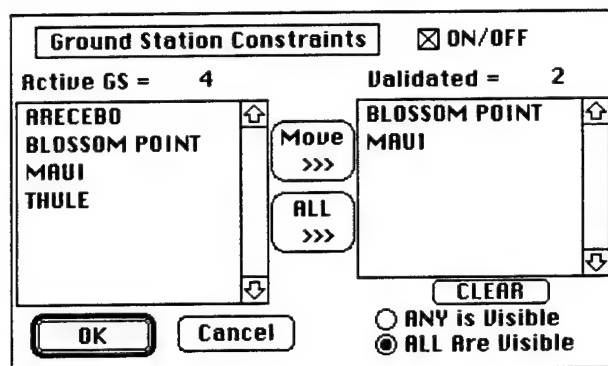 Ground Station Constraints
ON/OFF
Active GS = 4
Validated = 2
ARECEBO
BLOSSOM POINT
MAUI
THULE
Move
>>>
ALL
>>>
BLOSSOM POINT
MAUI
CLEAR
ANY is Visible
ALL Are Visible
OK
Cancel